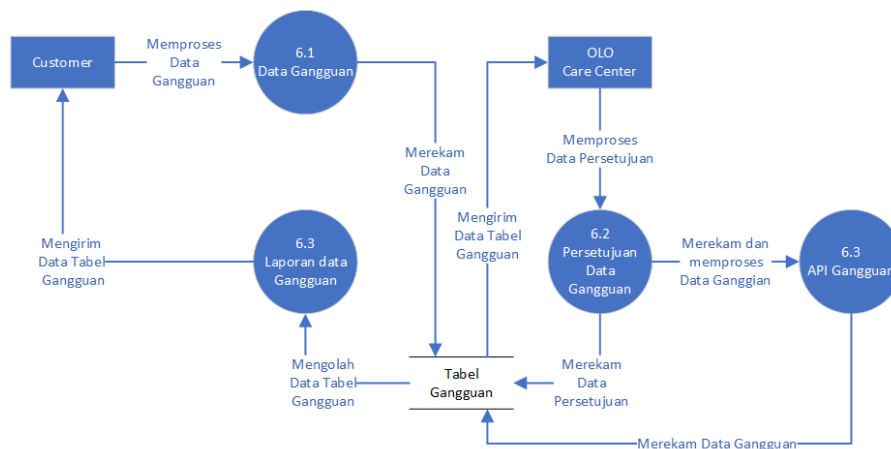 Customer
Memproses
Data
Gangguan
6.1
Data Gangguan
OLO
Care Center
Merekam
Data
Gangguan
Mengirim
Data Tabel
Gangguan
Memproses
Data Persetujuan
Mengirim
Data Tabel
Gangguan
6.3
Laporan data
Gangguan
6.2
Persetujuan
Data
Gangguan
Merekam dan
memproses
Data Ganggian
6.3
API Gangguan
Mengolah
Data Tabel
Gangguan
Tabel
Gangguan
Merekam
Data
Persetujuan
Merekam Data Gangguan